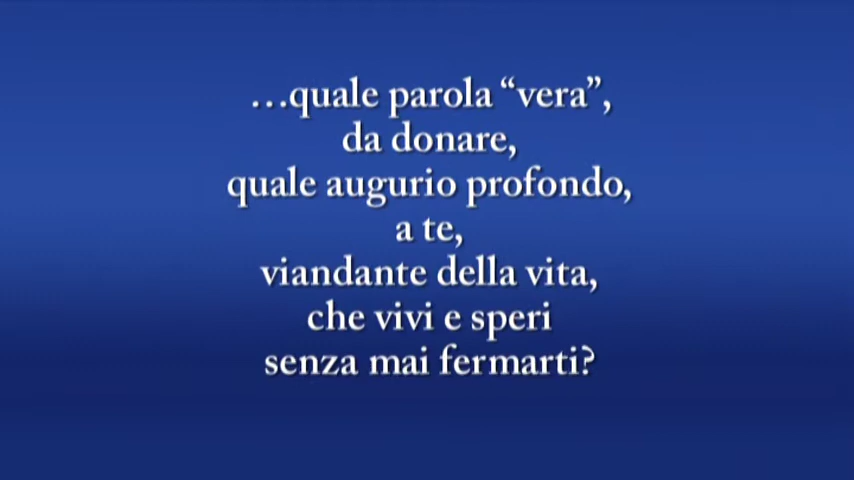 …quale parola “vera”,
da donare,
quale augurio profondo,
a te,
viandante della vita,
che vivi e speri
senza mai fermarti?